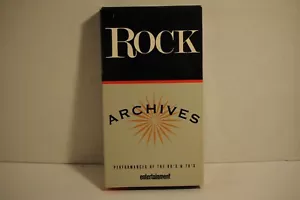 ROCK
ARCHIVES
PERFORMANCES OF THE 60'S & 70'S
entertainment